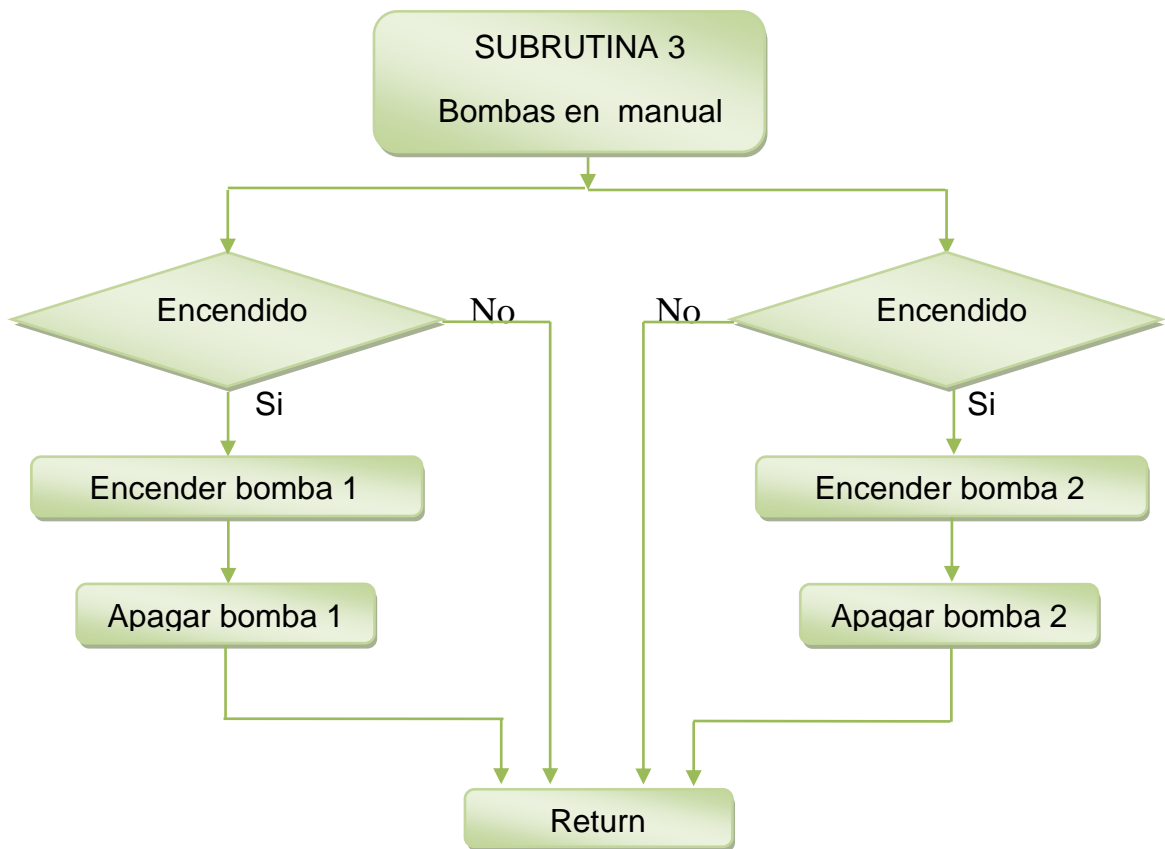 SUBRUTINA 3
Bombas en manual
Encendido
No
No
Encendido
Si
Si
Encender bomba 1
Encender bomba 2
Apagar bomba 1
Apagar bomba 2
Return